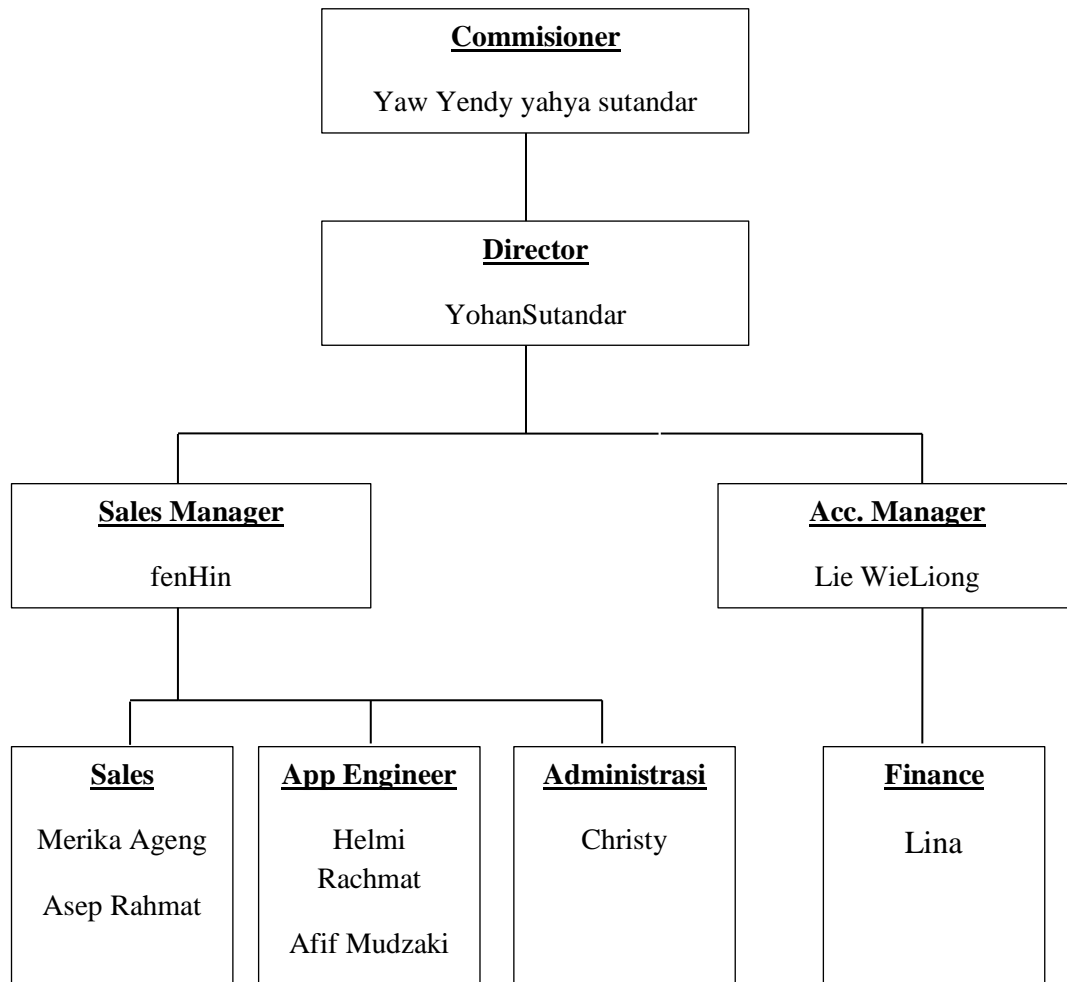 Commisioner
Yaw Yendy yahya sutandar
Director
YohanSutandar
Sales Manager
fenHin
Acc. Manager
Lie WieLiong
Sales
Merika Ageng
Asep Rahmat
App Engineer
Helmi
Rachmat
Afif Mudzaki
Administrasi
Christy
Finance
Lina